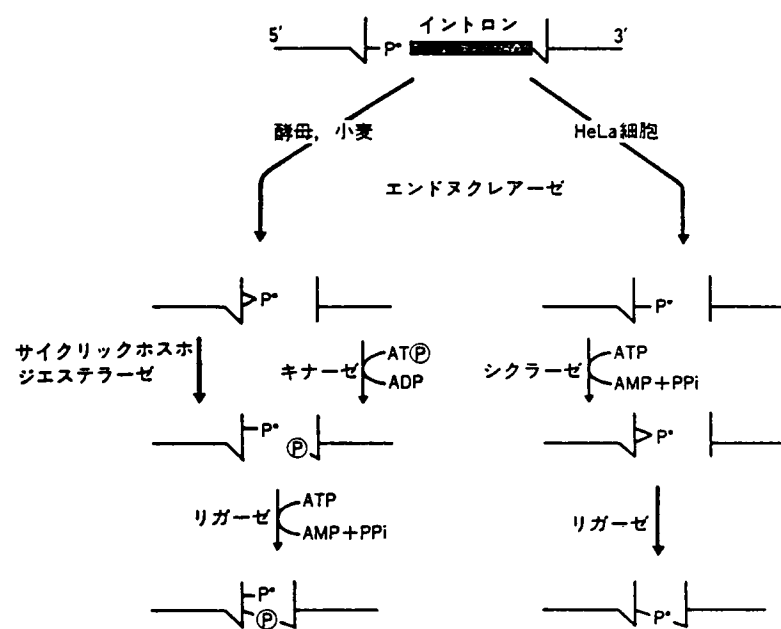 イントロン
5′
P*
3′
酵母，小麦
HeLa細胞
エンドヌクレアーゼ
P*
P*
サイクリックホスホ
ジエステラーゼ
キナーゼ
ATⓅ
ADP
シクラーゼ
ATP
AMP+PPi
P*
Ⓟ
P*
リガーゼ
ATP
AMP+PPi
リガーゼ
P*
Ⓟ
P*